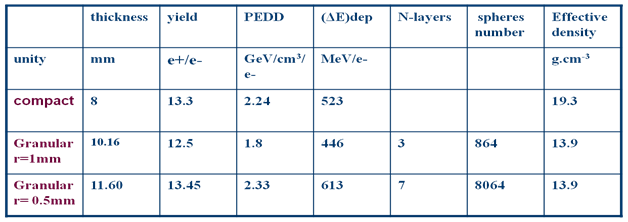 thickness yield PEDD (ΔE)dep N-layers spheres number Effective density
unity mm e+/e- GeV/cm³/e- MeV/e- g.cm⁻³
compact 8 13.3 2.24 523 19.3
Granular r=1mm 10.16 12.5 1.8 446 3 864 13.9
Granular r= 0.5mm 11.60 13.45 2.33 613 7 8064 13.9